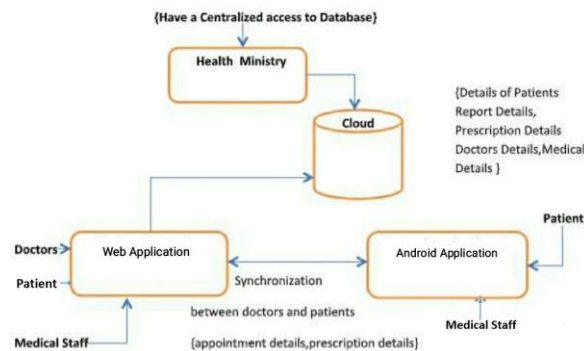 {Have a Centralized access to Database}
Health Ministry
Cloud
{Details of Patients
Report Details,
Prescription Details
Doctors Details,Medical
Details }
Patient
Doctors
Web Application
Android Application
Patient
Synchronization
between doctors and patients
Medical Staff
Medical Staff
{appointment details,prescription details}